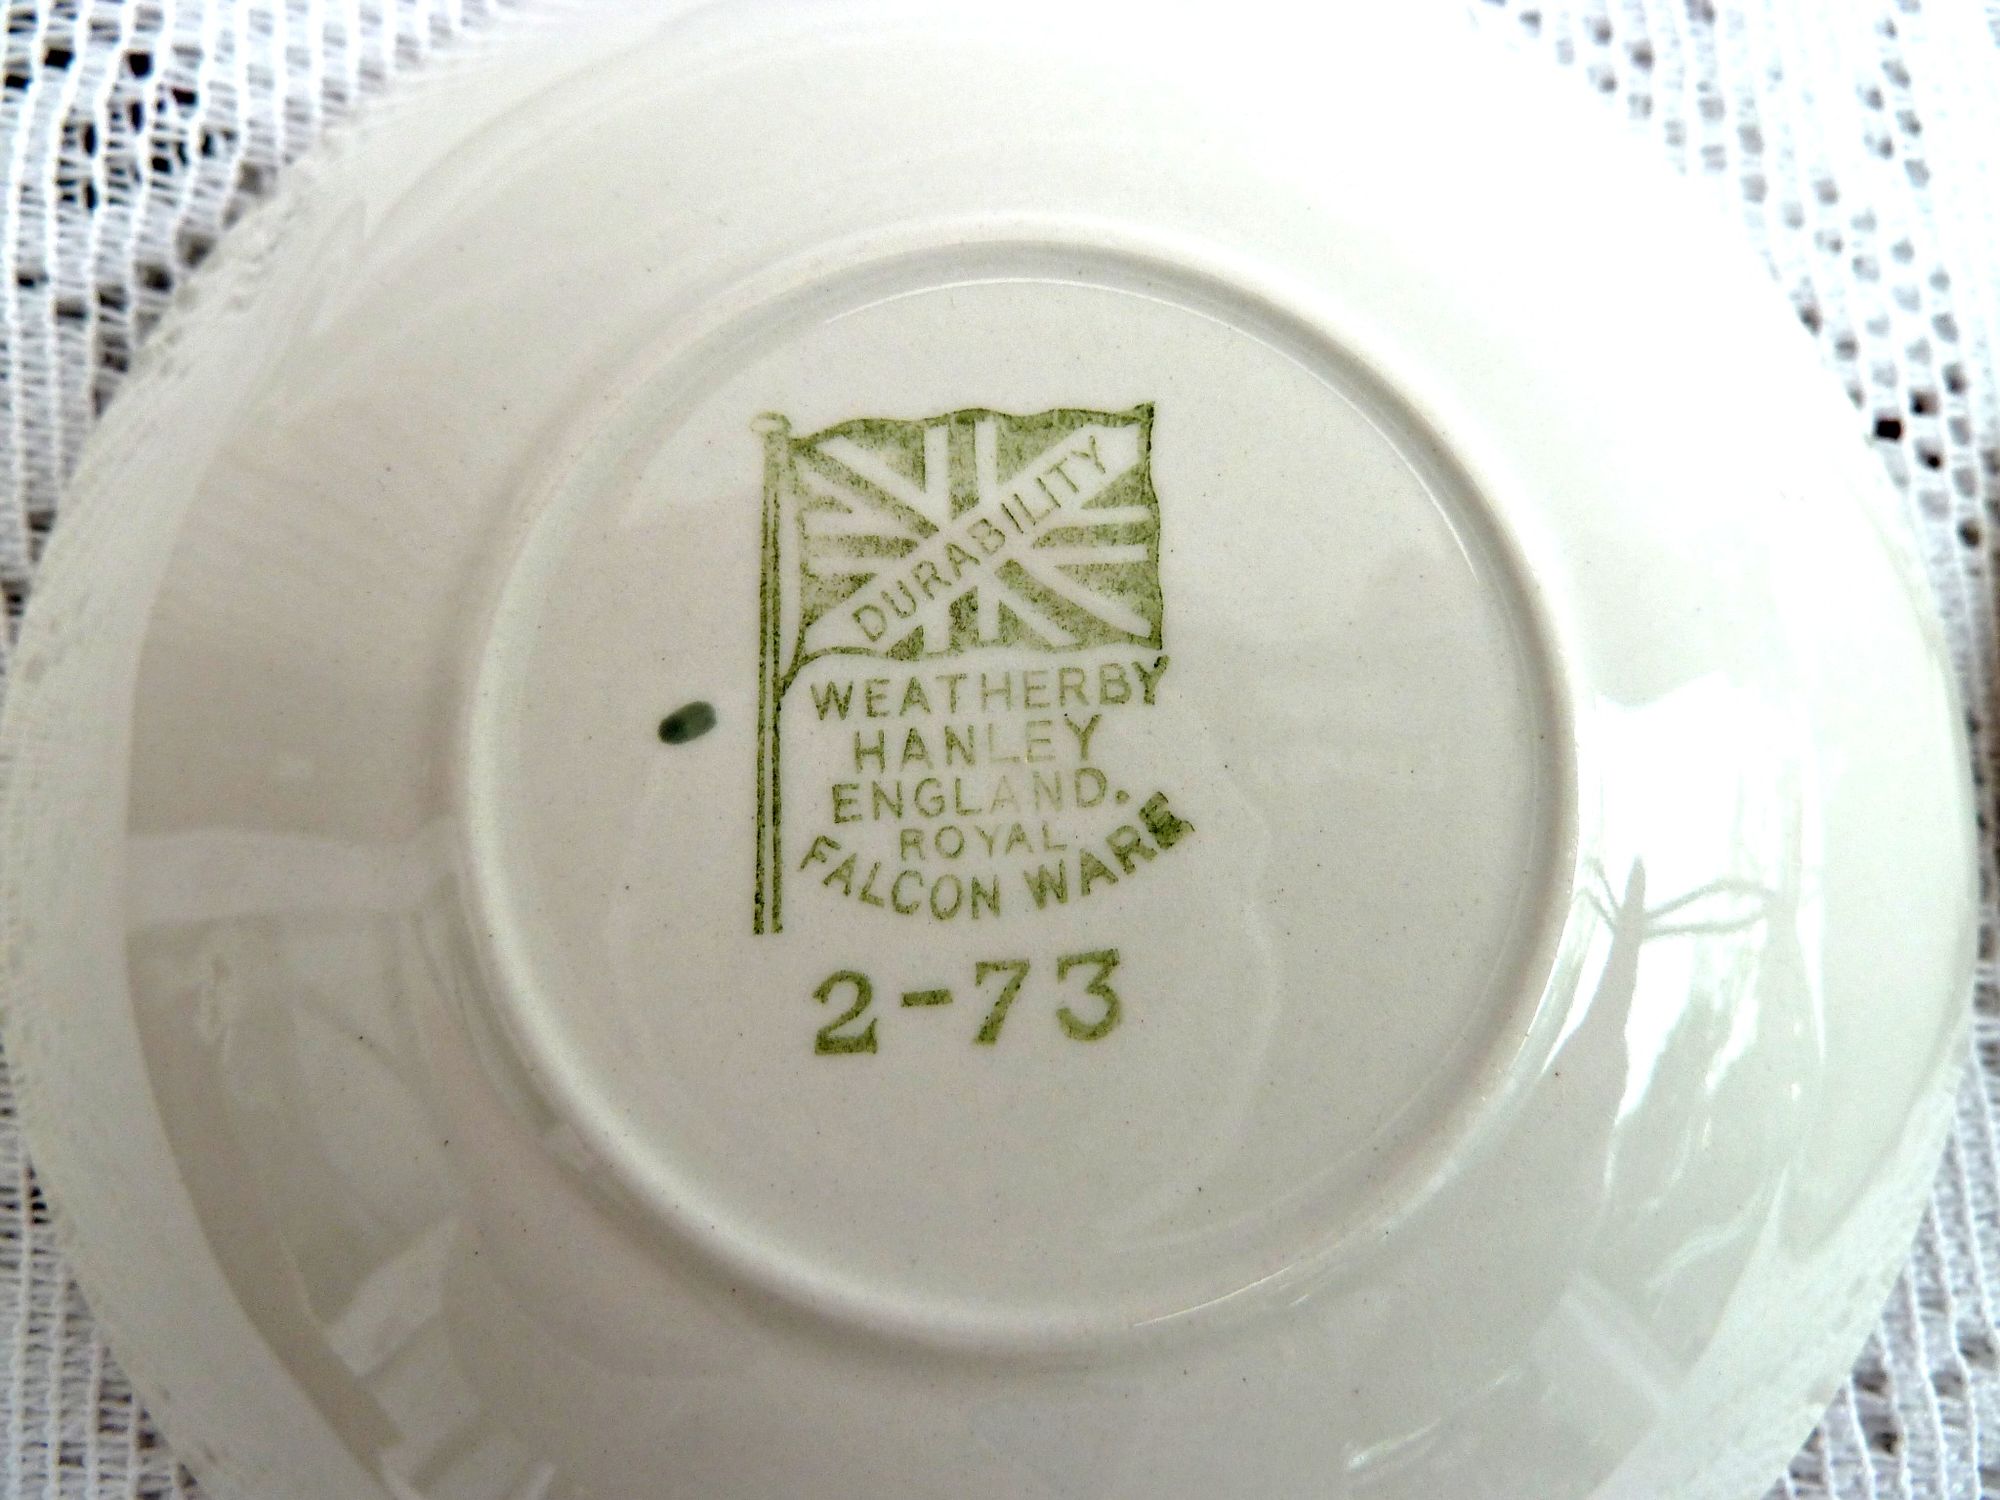 DURABILITY
WEATHERBY
HANLEY
ENGLAND.
ROYAL
FALCON WARE
2-73